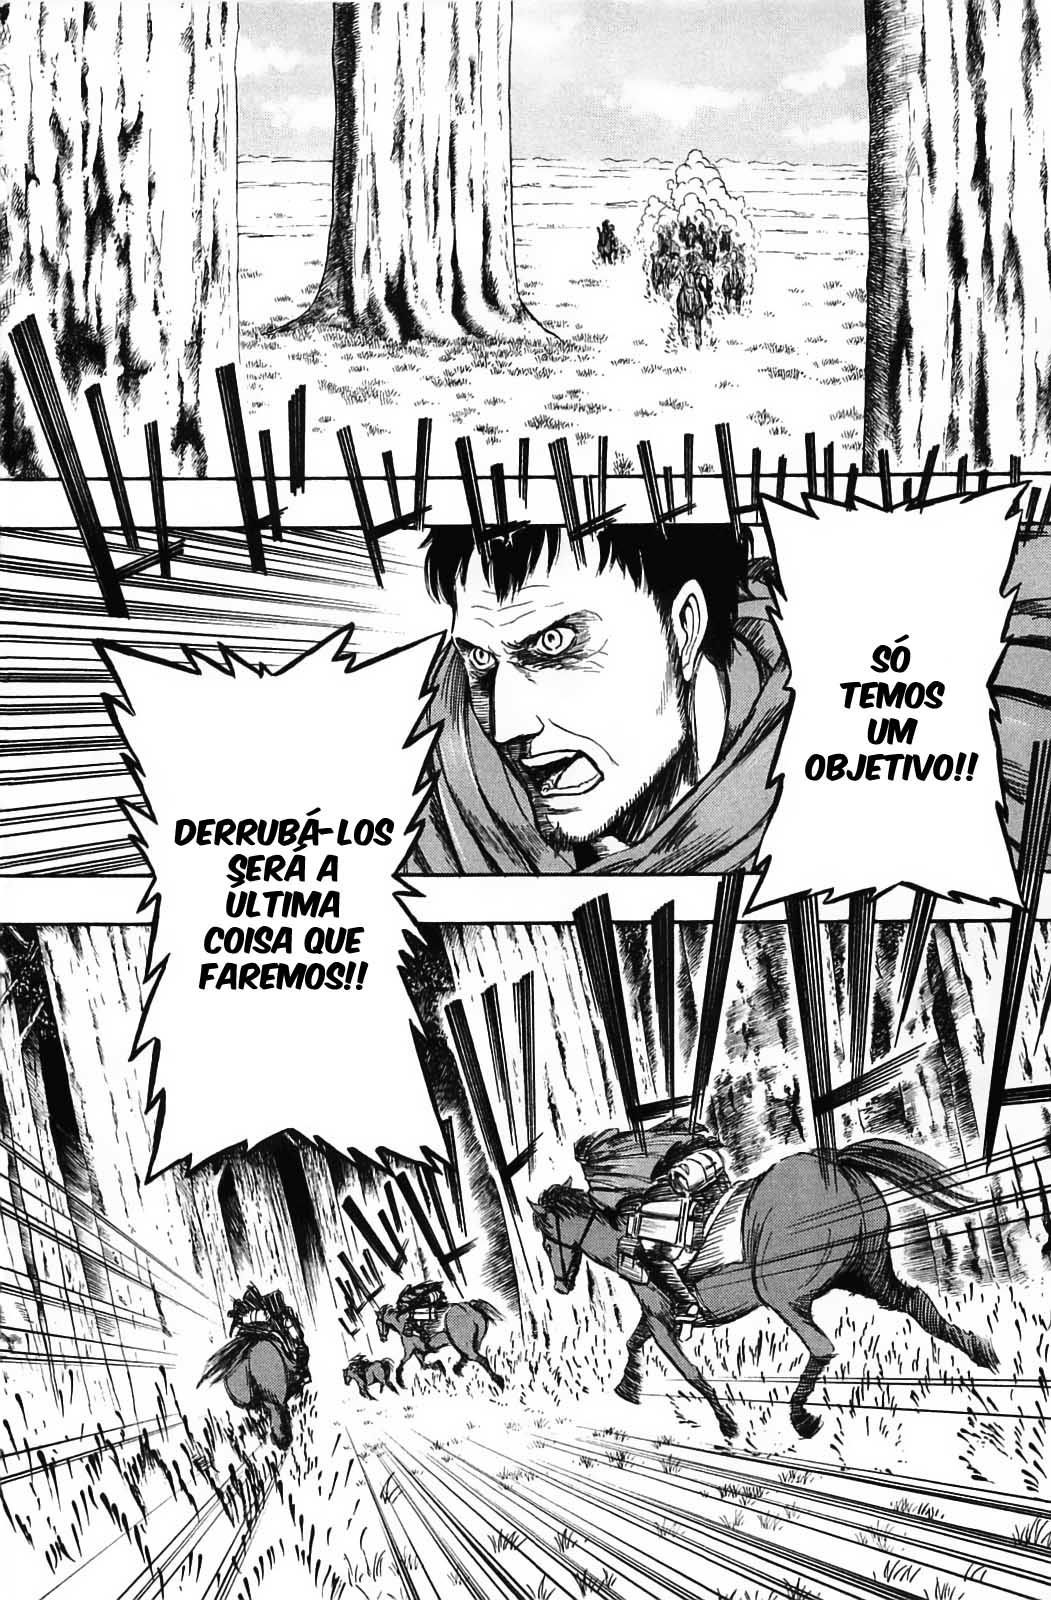 SÓ
TEMOS
UM
OBJETIVO!!
DERRUBÁ-LOS
SERÁ A
ÚLTIMA
COISA QUE
FAREMOS!!